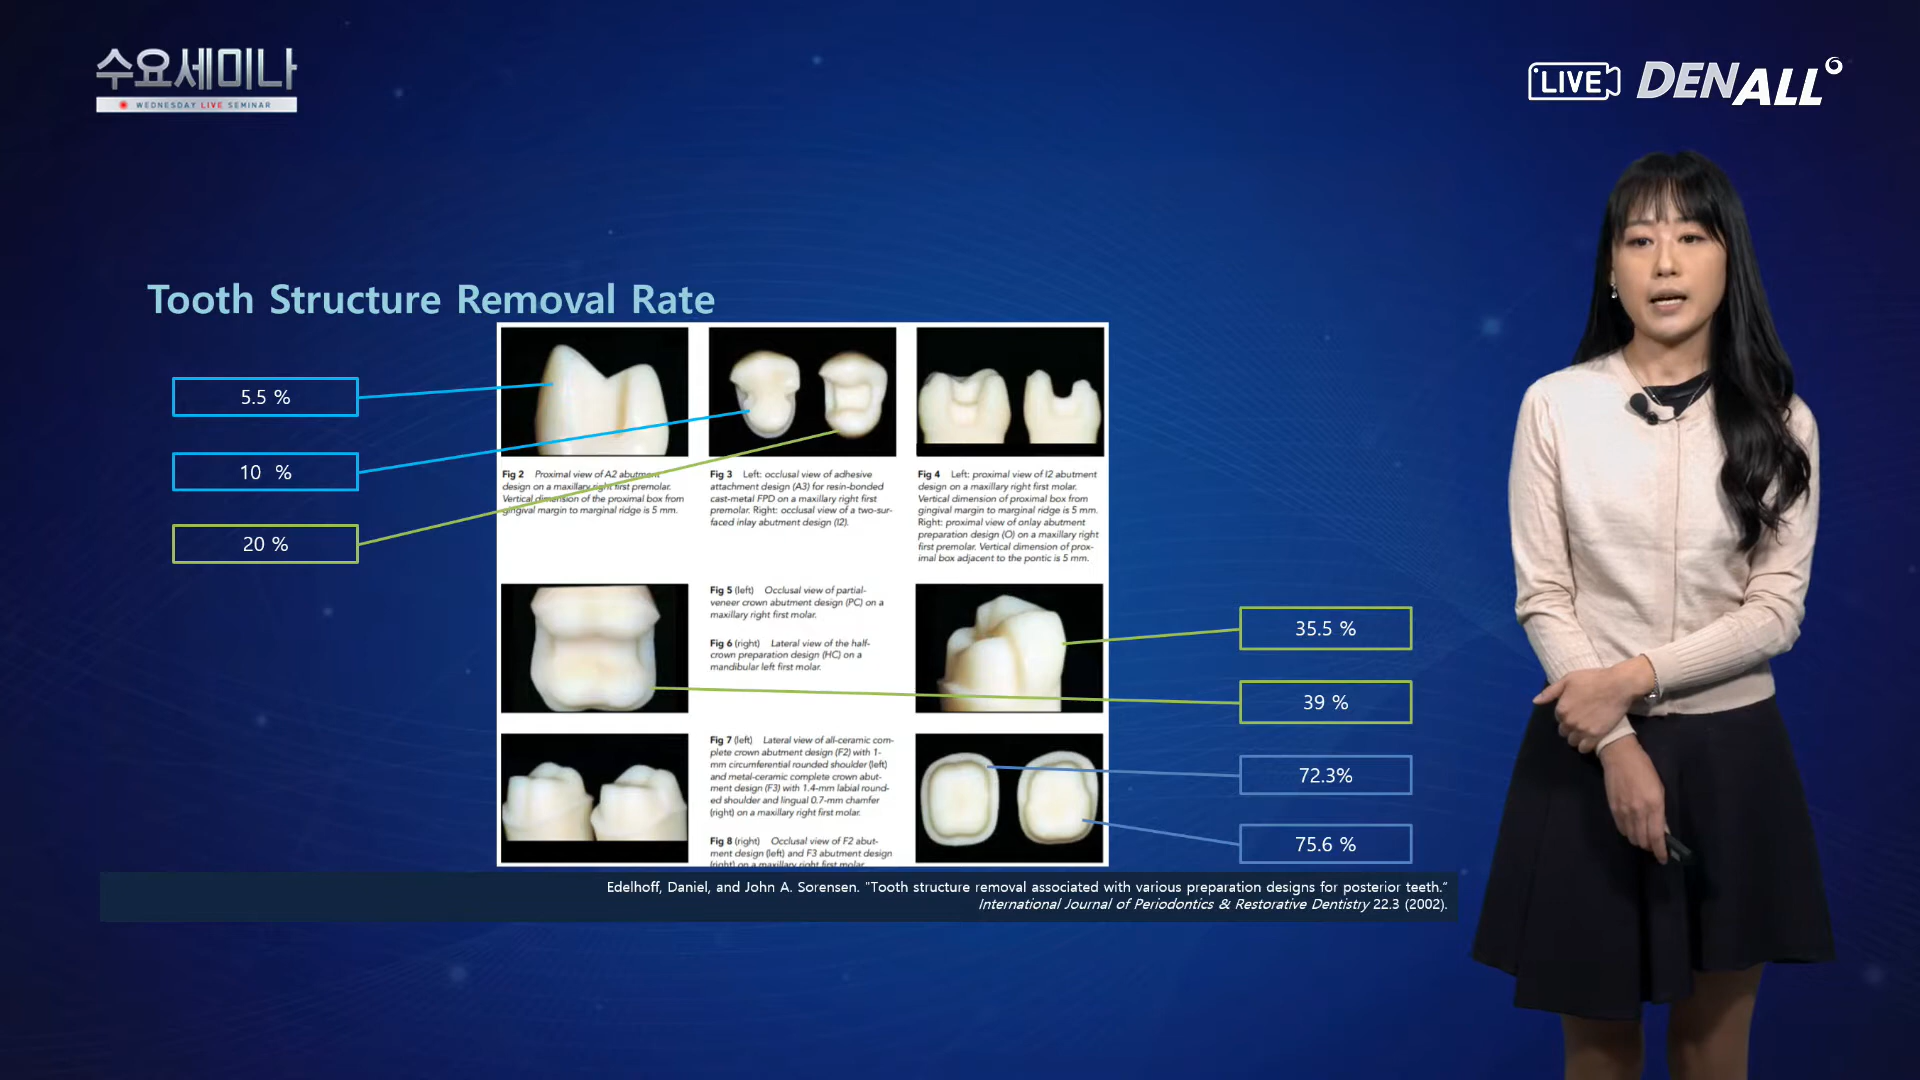 수요세미나
WEDNESDAY LIVE SEMINAR
LIVE
DENALL
Tooth Structure Removal Rate
5.5 %
10 %
20 %
Fig 2 Proximal view of A2 abutment
design on a maxillary right first premolar.
Vertical dimension of the proximal box from
gingival margin to marginal ridge is 5 mm.
Fig 3 Left: occlusal view of adhesive
attachment design (A3) for resin-bonded
cast-metal FPD on a maxillary right first
premolar. Right: occlusal view of a two-sur-
faced inlay abutment design (I2).
Fig 4 Left: proximal view of I2 abutment
design on a maxillary right first molar.
Vertical dimension of proximal box from
gingival margin to marginal ridge is 5 mm.
Right: proximal view of onlay abutment
preparation design (O) on a maxillary right
first premolar. Vertical dimension of prox-
imal box adjacent to the pontic is 5 mm.
Fig 5 (left) Occlusal view of partial-
veneer crown abutment design (PC) on a
maxillary right first molar.
Fig 6 (right) Lateral view of the half-
crown preparation design (HC) on a
mandibular left first molar.
35.5 %
39 %
72.3%
75.6 %
Fig 7 (left) Lateral view of all-ceramic com-
plete crown abutment design (F2) with 1-
mm circumferential rounded shoulder (left)
and metal-ceramic complete crown abut-
ment design (F3) with 1.4-mm labial round-
ed shoulder and lingual 0.7-mm chamfer
(right) on a maxillary right first molar.
Fig 8 (right) Occlusal view of F2 abut-
ment design (left) and F3 abutment design
(right) on a maxillary right first molar
Edelhoff, Daniel, and John A. Sorensen. "Tooth structure removal associated with various preparation designs for posterior teeth."
International Journal of Periodontics & Restorative Dentistry 22.3 (2002).